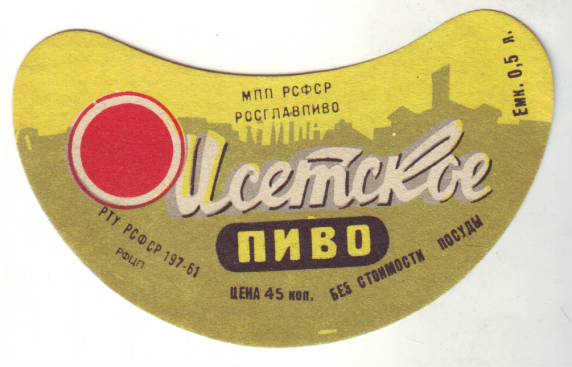 МПП РСФСР
РОСГЛАВПИВО
Емк. 0,5 л.
Исетское
ПИВО
РТУ РСФСР 197-61
РФЦП
ЦЕНА 45 коп. БЕЗ СТОИМОСТИ ПОСУДЫ